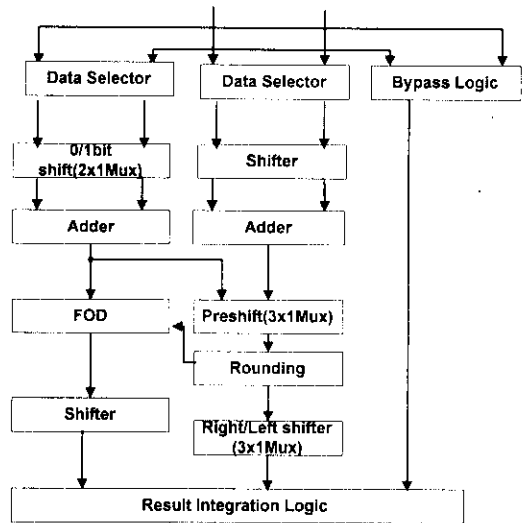 Data Selector
Data Selector
Bypass Logic
0/1bit
shift(2x1Mux)
Shifter
Adder
Adder
FOD
Preshift(3x1Mux)
Rounding
Shifter
Right/Left shifter
(3x1Mux)
Result Integration Logic